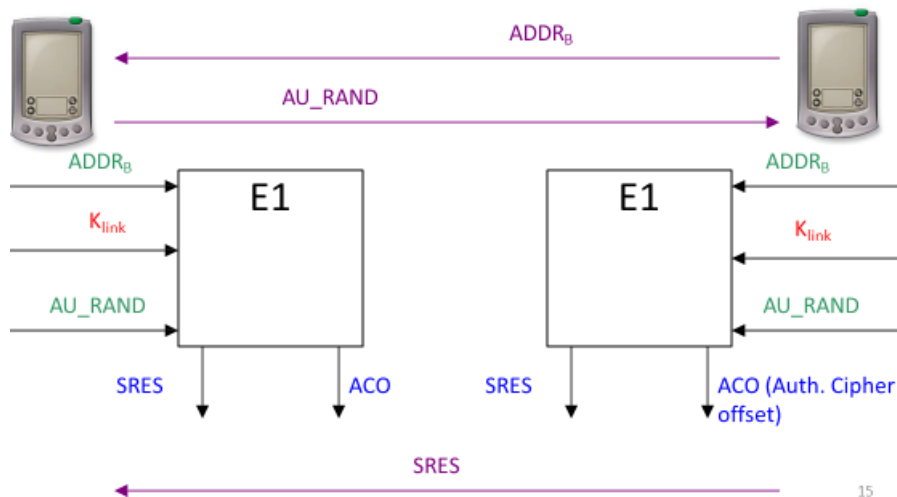 ADDR_B
AU_RAND
ADDR_B
E1
E1
ADDR_B
K_link
K_link
AU_RAND
AU_RAND
SRES
ACO
SRES
ACO (Auth. Cipher
offset)
SRES
15